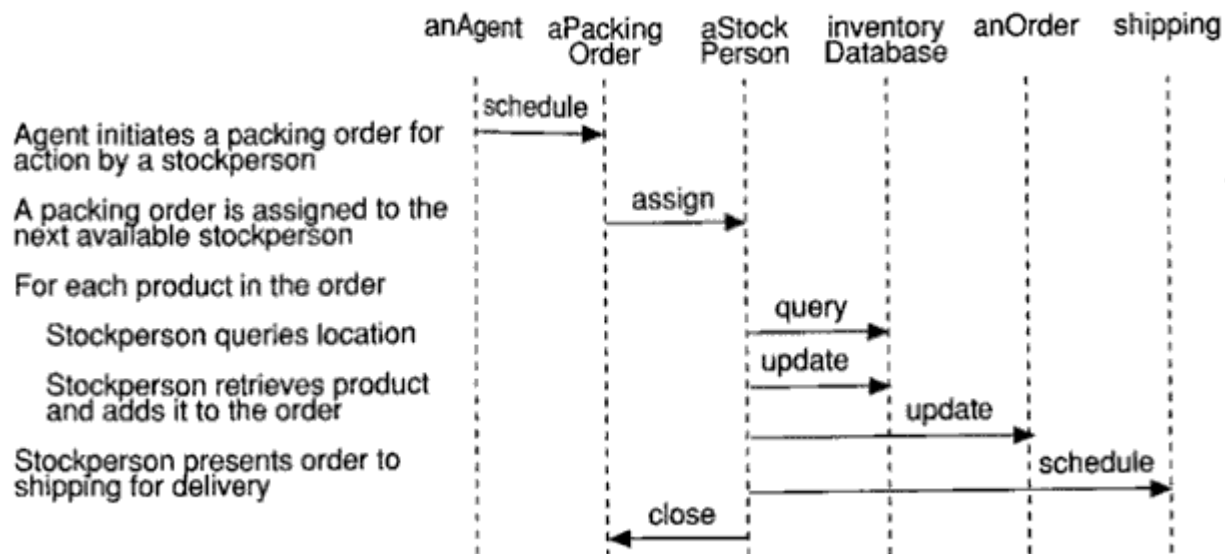 anAgent aPacking aStock inventory anOrder shipping
Order Person Database
schedule
Agent initiates a packing order for
action by a stockperson
A packing order is assigned to the
next available stockperson
assign
For each product in the order
query
Stockperson queries location
update
Stockperson retrieves product
and adds it to the order
update
Stockperson presents order to
shipping for delivery
schedule
close